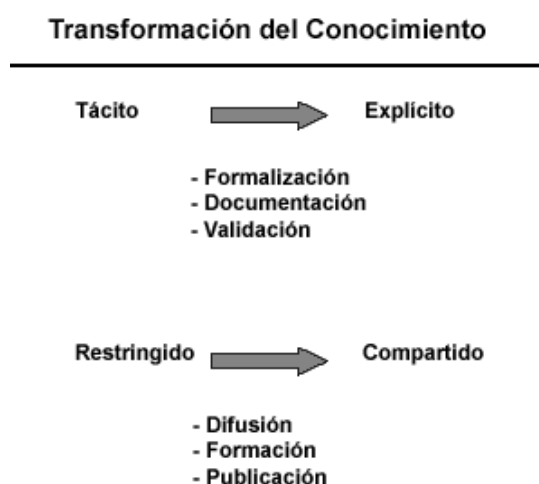 Transformación del Conocimiento
Tácito Explícito
- Formalización
- Documentación
- Validación
Restringido Compartido
- Difusión
- Formación
- Publicación